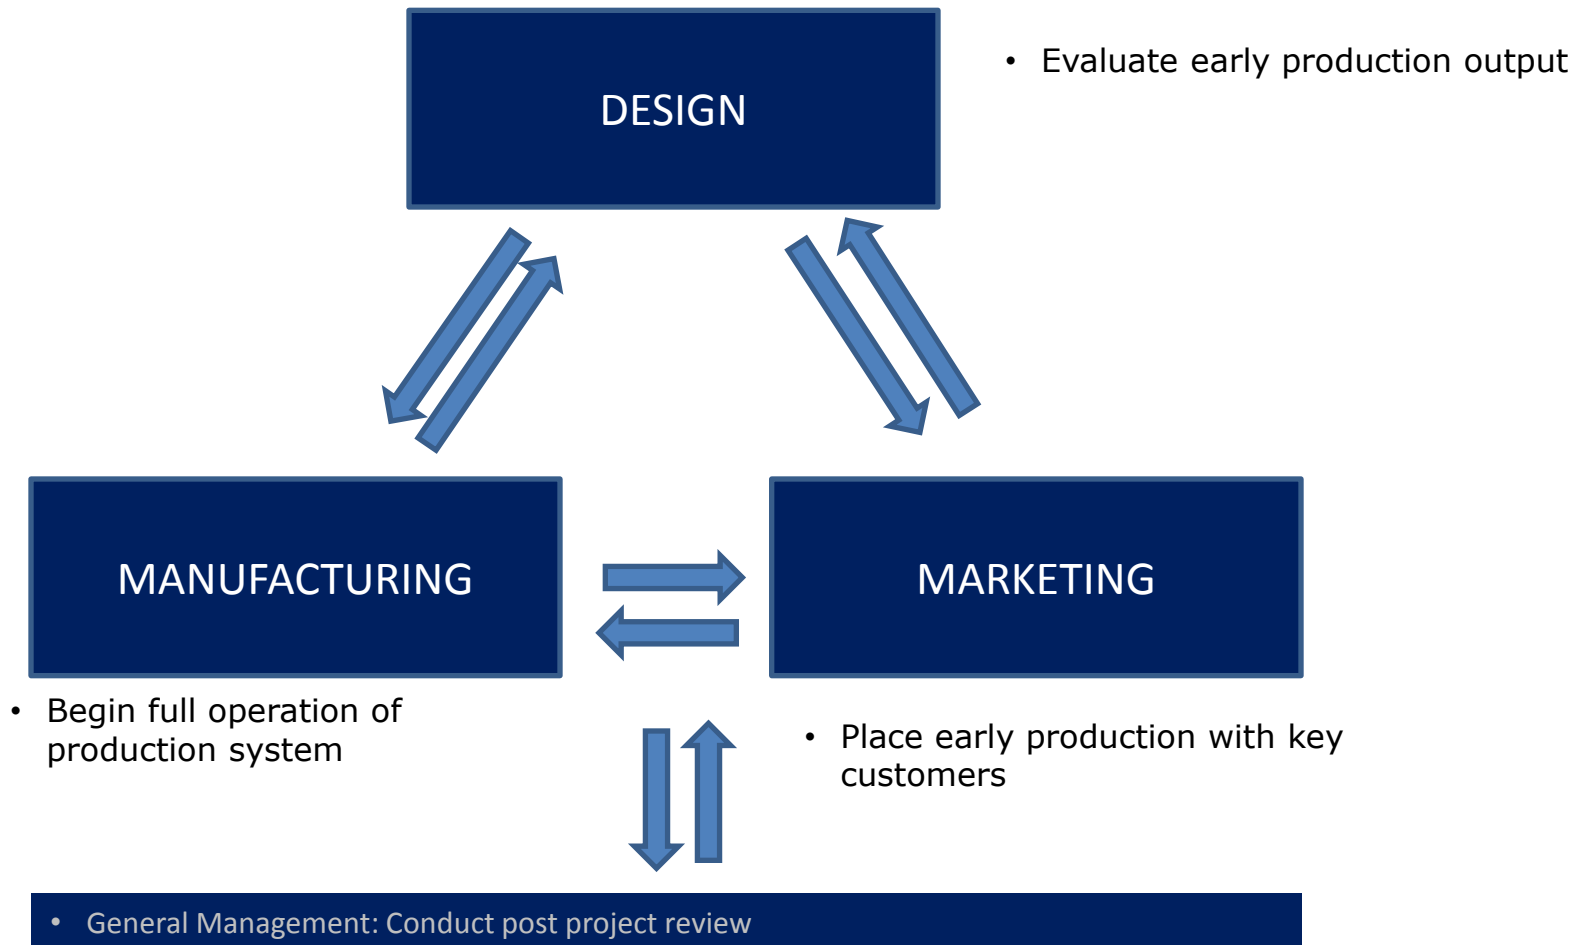 DESIGN
• Evaluate early production output
MANUFACTURING
MARKETING
• Begin full operation of
production system
• Place early production with key
customers
• General Management: Conduct post project review